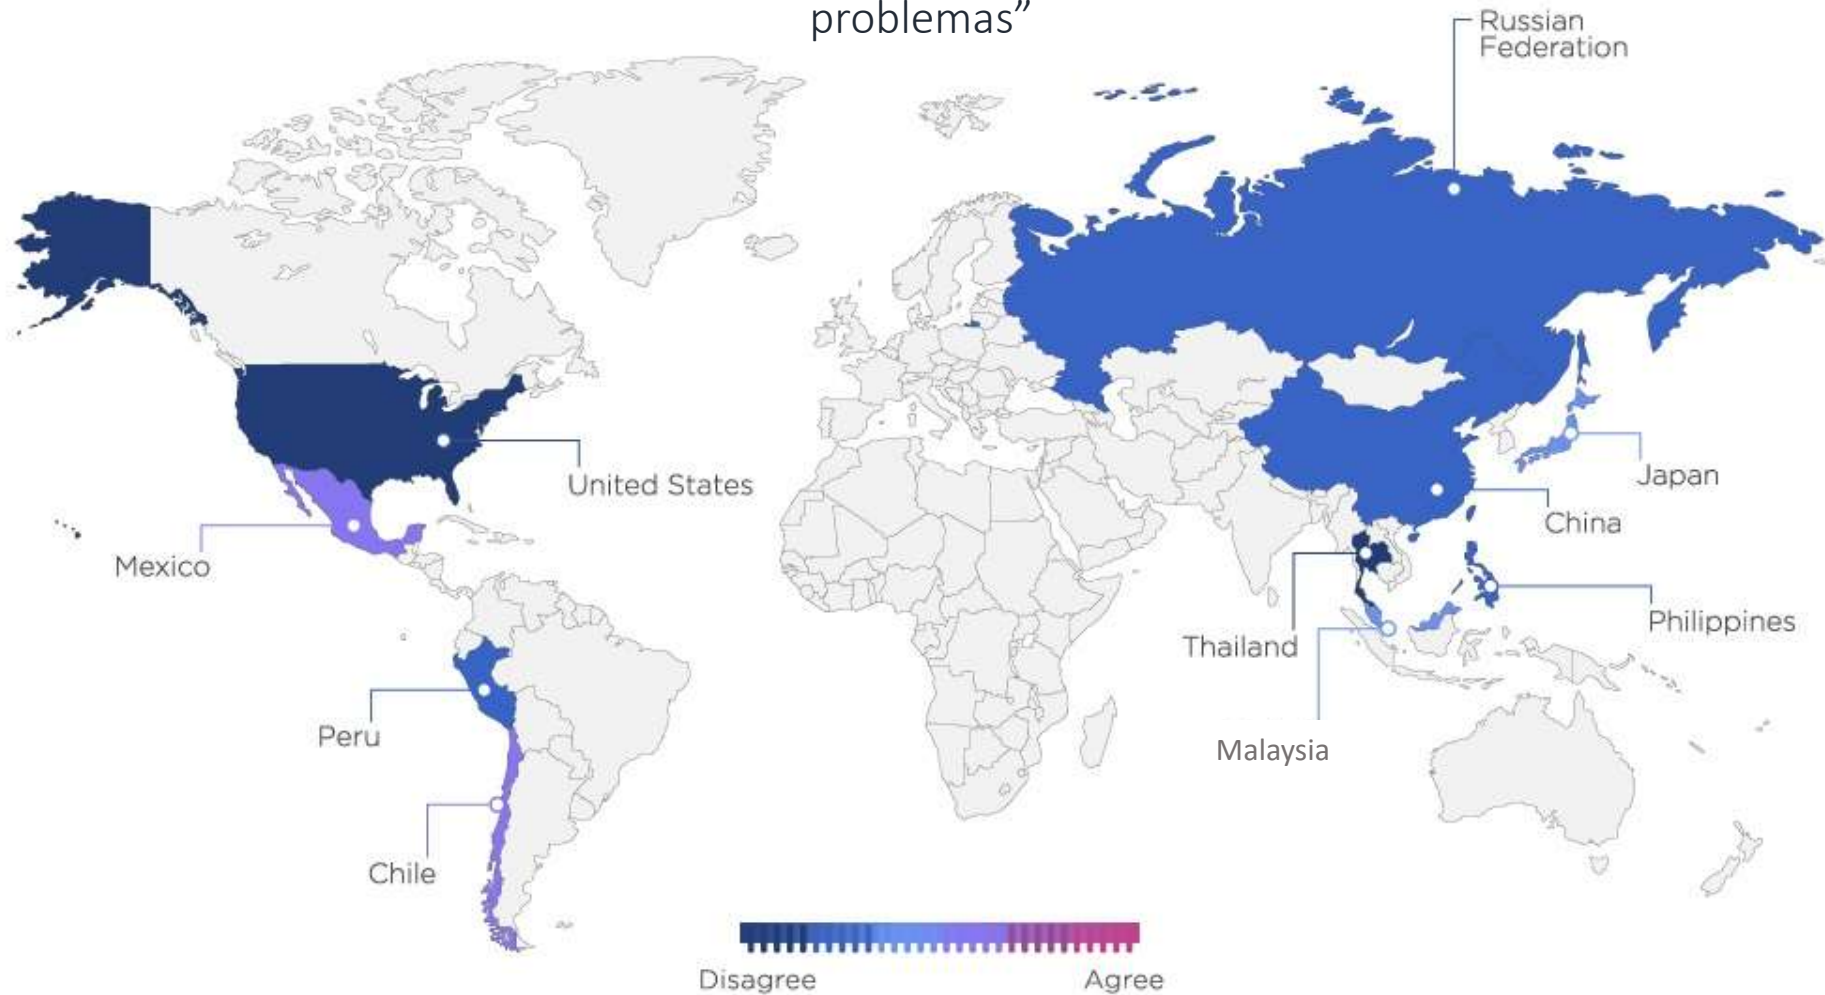 problemas”
Russian
Federation
United States
Japan
China
Mexico
Philippines
Thailand
Peru
Malaysia
Chile
Disagree
Agree